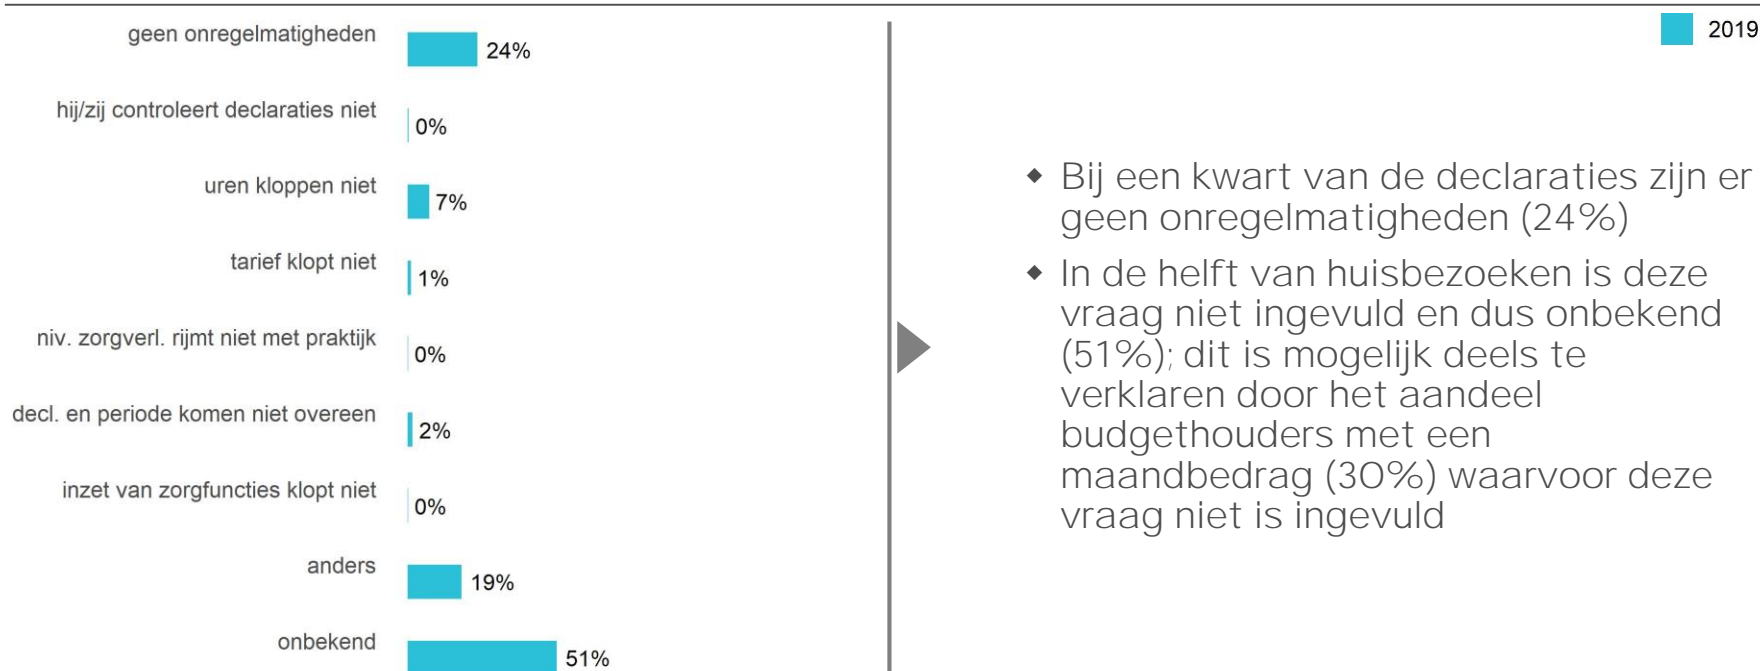 geen onregelmatigheden
24%
hij/zij controleert declaraties niet
0%
uren kloppen niet
7%
tarief klopt niet
1%
niv. zorgverl. rijmt niet met praktijk
0%
decl. en periode komen niet overeen
2%
inzet van zorgfuncties klopt niet
0%
anders
19%
onbekend
51%
2019
◆ Bij een kwart van de declaraties zijn er
geen onregelmatigheden (24%)
◆ In de helft van huisbezoeken is deze
vraag niet ingevuld en dus onbekend
(51%); dit is mogelijk deels te
verklaren door het aandeel
budgethouders met een
maandbedrag (30%) waarvoor deze
vraag niet is ingevuld